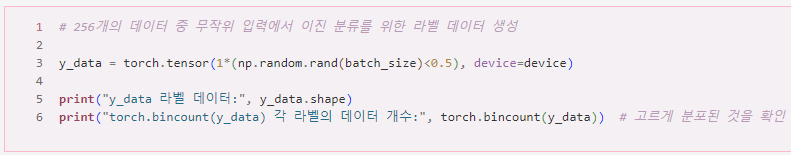 1 # 256개의 데이터 중 무작위 입력에서 이진 분류를 위한 라벨 데이터 생성
2
3 y_data = torch.tensor(1*(np.random.rand(batch_size)<0.5), device=device)
4
5 print("y_data 라벨 데이터:", y_data.shape)
6 print("torch.bincount(y_data) 각 라벨의 데이터 개수:", torch.bincount(y_data)) # 고르게 분포된 것을 확인